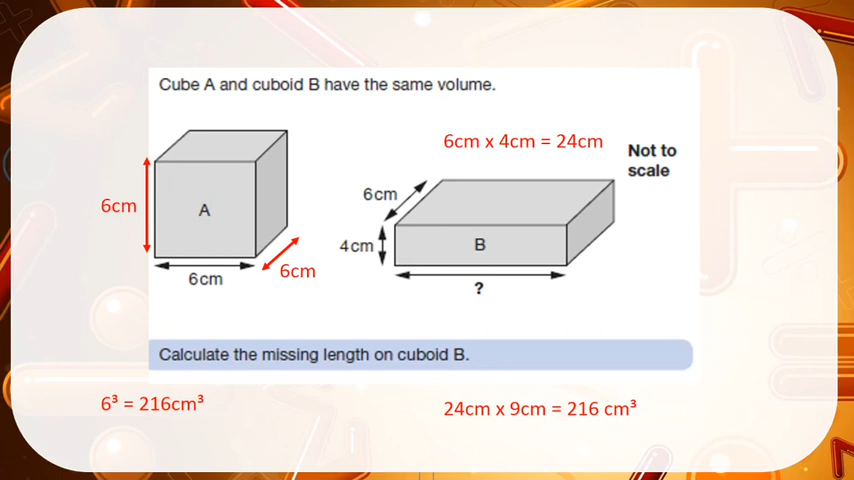 Cube A and cuboid B have the same volume.
6cm x 4cm = 24cm
Not to
scale
6cm
6cm
A
4cm
B
6cm
6cm
?
Calculate the missing length on cuboid B.
6³ = 216cm³
24cm x 9cm = 216 cm³